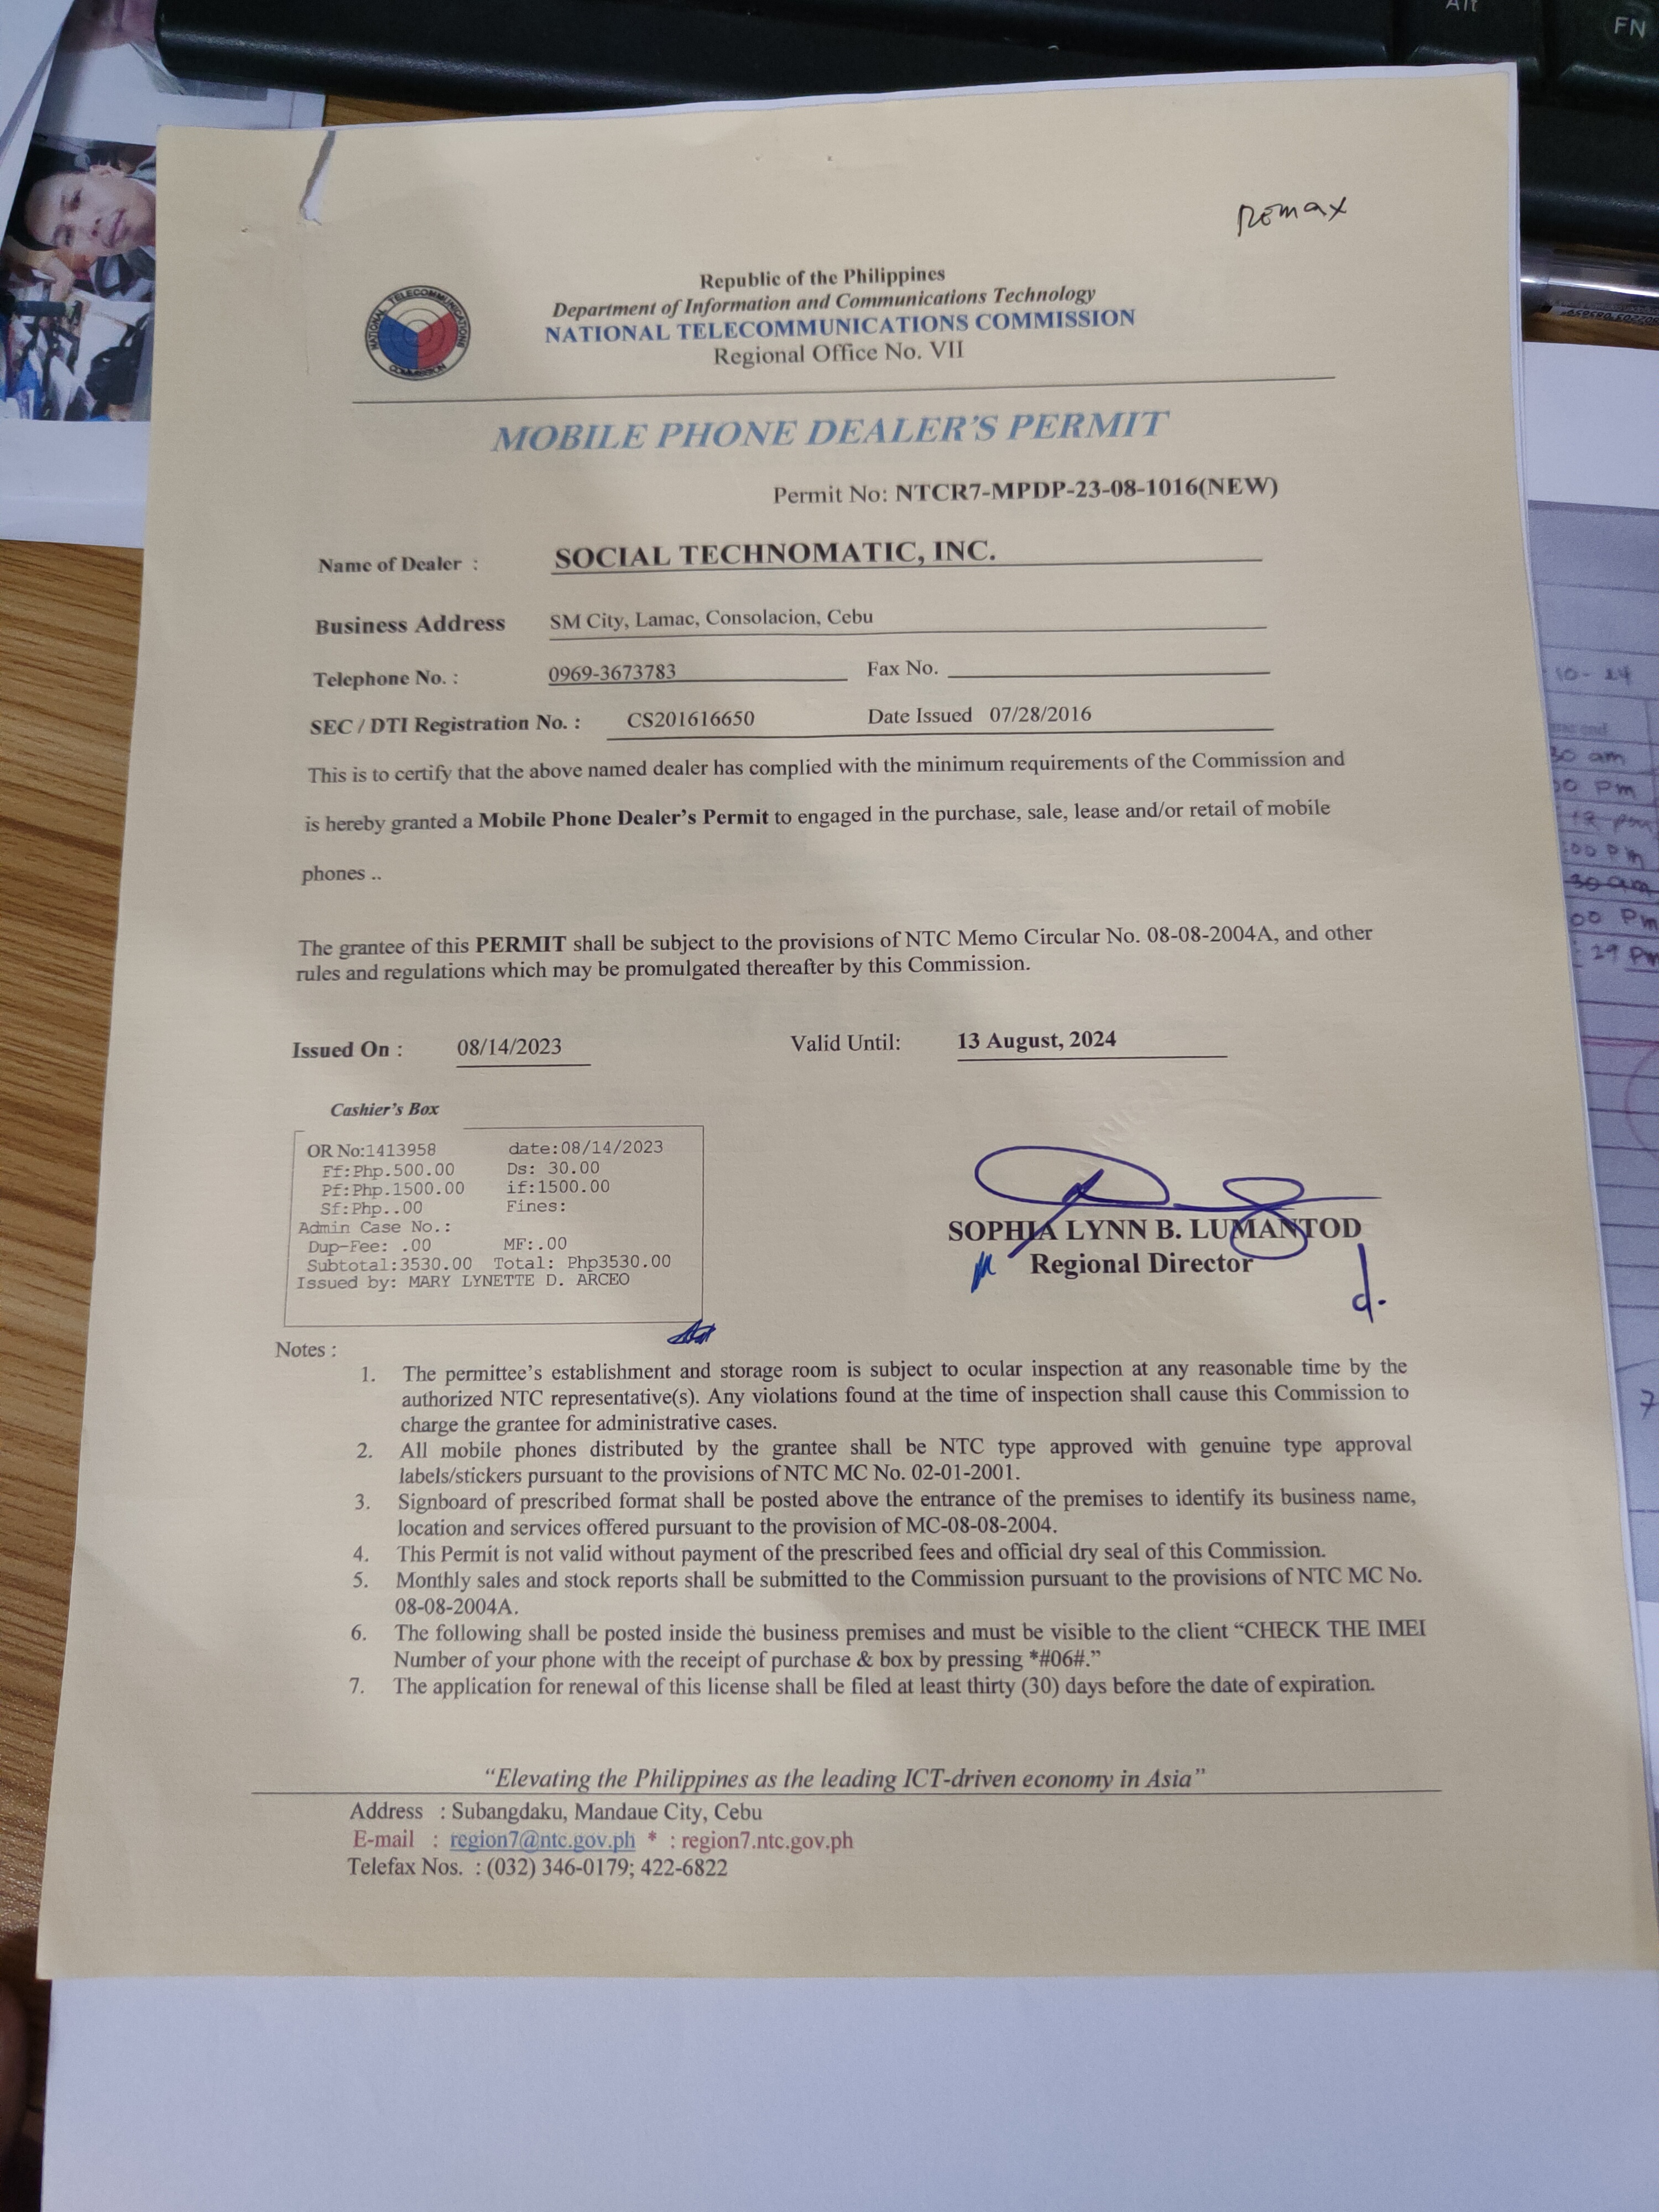 Alt
FN
Remax
NATIONAL TELECOMMUNICATIONS COMMISSION
Republic of the Philippines
Department of Information and Communications Technology
NATIONAL TELECOMMUNICATIONS COMMISSION
Regional Office No. VII
MOBILE PHONE DEALER'S PERMIT
Permit No: NTCR7-MPDP-23-08-1016(NEW)
Name of Dealer : SOCIAL TECHNOMATIC, INC.
Business Address SM City, Lamac, Consolacion, Cebu
Telephone No. : 0969-3673783 Fax No.
SEC / DTI Registration No. : CS201616650 Date Issued 07/28/2016
This is to certify that the above named dealer has complied with the minimum requirements of the Commission and
is hereby granted a Mobile Phone Dealer's Permit to engaged in the purchase, sale, lease and/or retail of mobile
phones ..
The grantee of this PERMIT shall be subject to the provisions of NTC Memo Circular No. 08-08-2004A, and other
rules and regulations which may be promulgated thereafter by this Commission.
Issued On : 08/14/2023 Valid Until: 13 August, 2024
Cashier's Box
OR No:1413958 date:08/14/2023
Ff:Php.500.00 Ds: 30.00
Pf:Php.1500.00 if:1500.00
Sf:Php..00 Fines:
Admin Case No.:
Dup-Fee: .00 MF:.00
Subtotal:3530.00 Total: Php3530.00
Issued by: MARY LYNETTE D. ARCEO
SOPHIA LYNN B. LUMANTOD
Regional Director
d.
Notes :
1. The permittee's establishment and storage room is subject to ocular inspection at any reasonable time by the
authorized NTC representative(s). Any violations found at the time of inspection shall cause this Commission to
charge the grantee for administrative cases.
2. All mobile phones distributed by the grantee shall be NTC type approved with genuine type approval
labels/stickers pursuant to the provisions of NTC MC No. 02-01-2001.
3. Signboard of prescribed format shall be posted above the entrance of the premises to identify its business name,
location and services offered pursuant to the provision of MC-08-08-2004.
4. This Permit is not valid without payment of the prescribed fees and official dry seal of this Commission.
5. Monthly sales and stock reports shall be submitted to the Commission pursuant to the provisions of NTC MC No.
08-08-2004A.
6. The following shall be posted inside the business premises and must be visible to the client “CHECK THE IMEI
Number of your phone with the receipt of purchase & box by pressing *#06#.”
7. The application for renewal of this license shall be filed at least thirty (30) days before the date of expiration.
“Elevating the Philippines as the leading ICT-driven economy in Asia”
Address : Subangdaku, Mandaue City, Cebu
E-mail : region7@ntc.gov.ph * : region7.ntc.gov.ph
Telefax Nos. : (032) 346-0179; 422-6822
10-24
30 am
00 Pm
:00 Pm
30 am
00 Pm
29 Pm
7